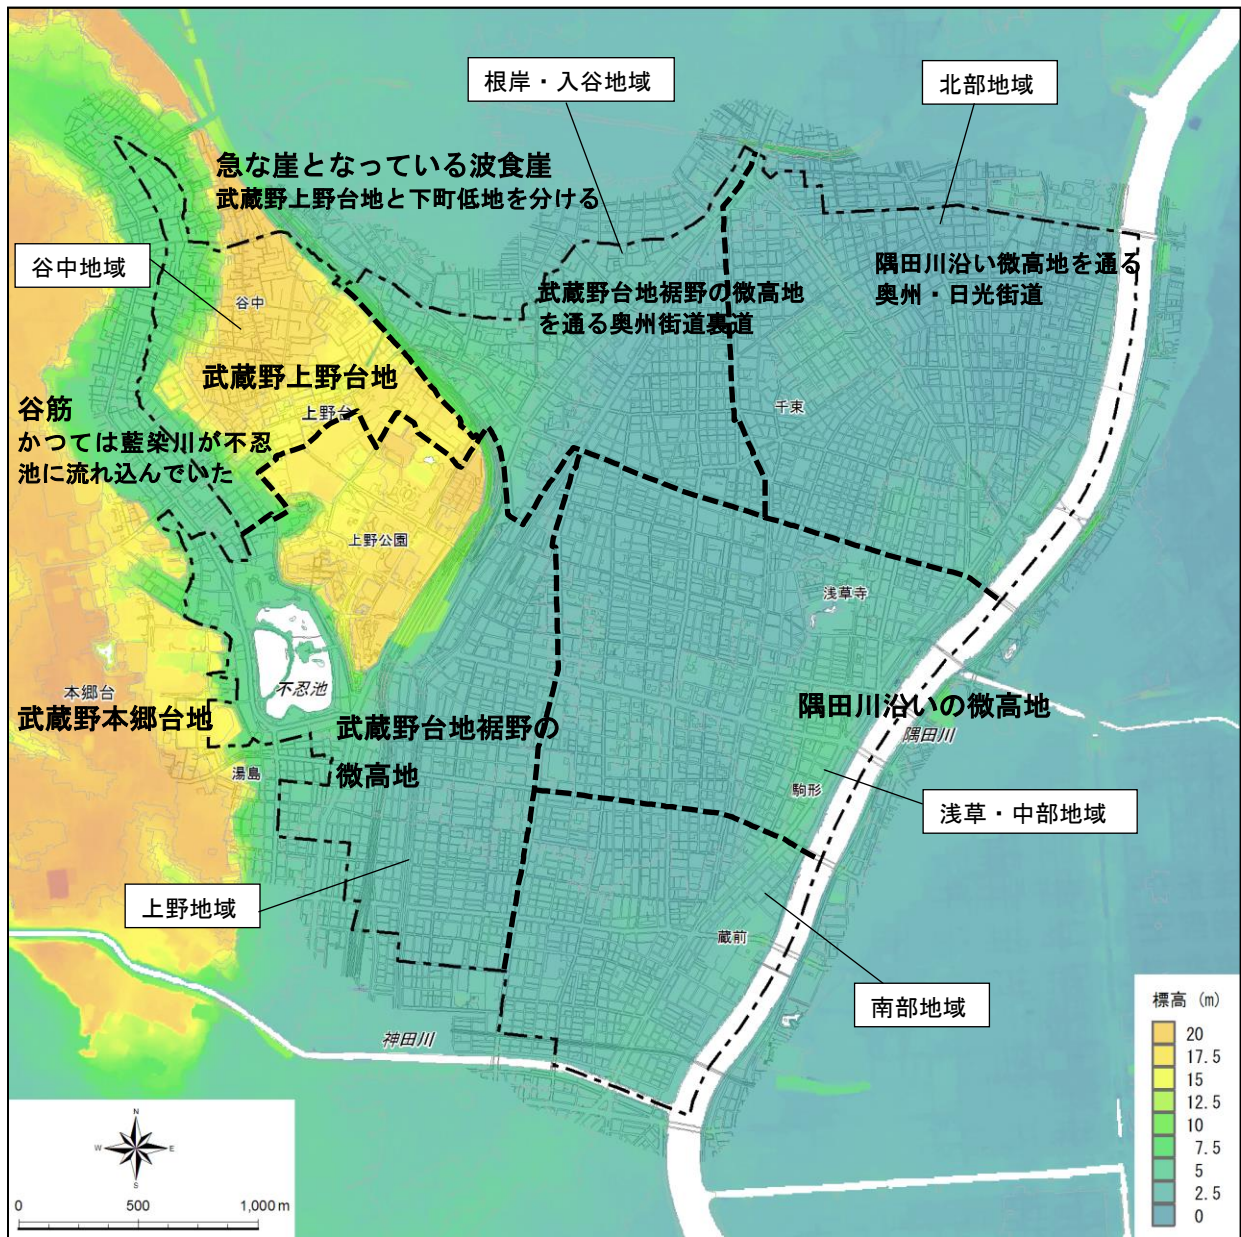 根岸・入谷地域
北部地域
急な崖となっている波食崖
武蔵野上野台地と下町低地を分ける
谷中地域
隅田川沿い微高地を通る
奥州・日光街道
武蔵野台地裾野の微高地
を通る奥州街道裏道
谷中
武蔵野上野台地
上野台
千束
谷筋
かつては藍染川が不忍
池に流れ込んでいた
上野公園
浅草寺
不忍池
本郷台
武蔵野本郷台地
隅田川沿いの微高地
隅田川
武蔵野台地裾野の
微高地
湯島
駒形
浅草・中部地域
上野地域
蔵前
南部地域
神田川
標高 (m)
20
17.5
15
12.5
10
7.5
5
2.5
0
N
W
E
S
0 500 1,000 m